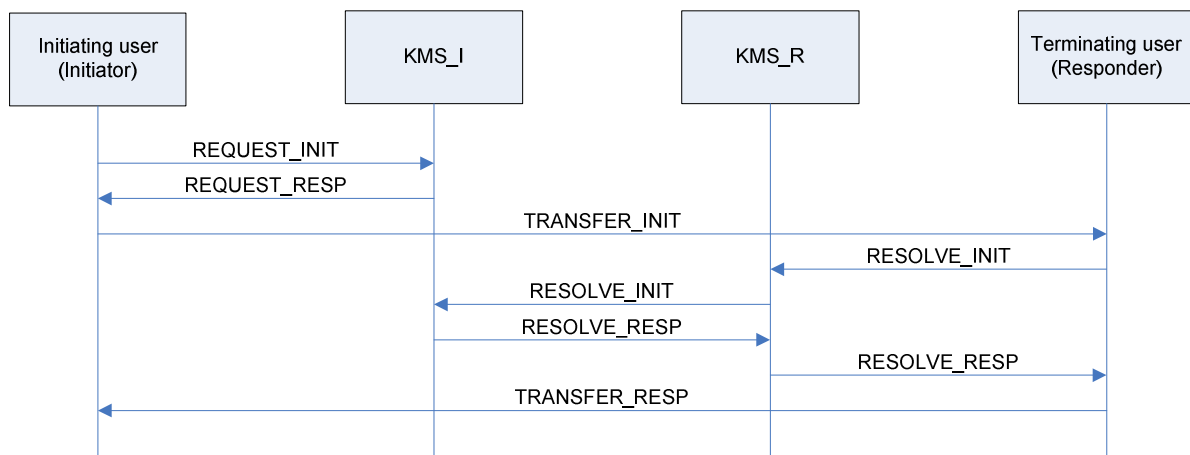 Initiating user
(Initiator)
KMS_I
KMS_R
Terminating user
(Responder)
REQUEST_INIT
REQUEST_RESP
TRANSFER_INIT
RESOLVE_INIT
RESOLVE_INIT
RESOLVE_RESP
RESOLVE_RESP
TRANSFER_RESP